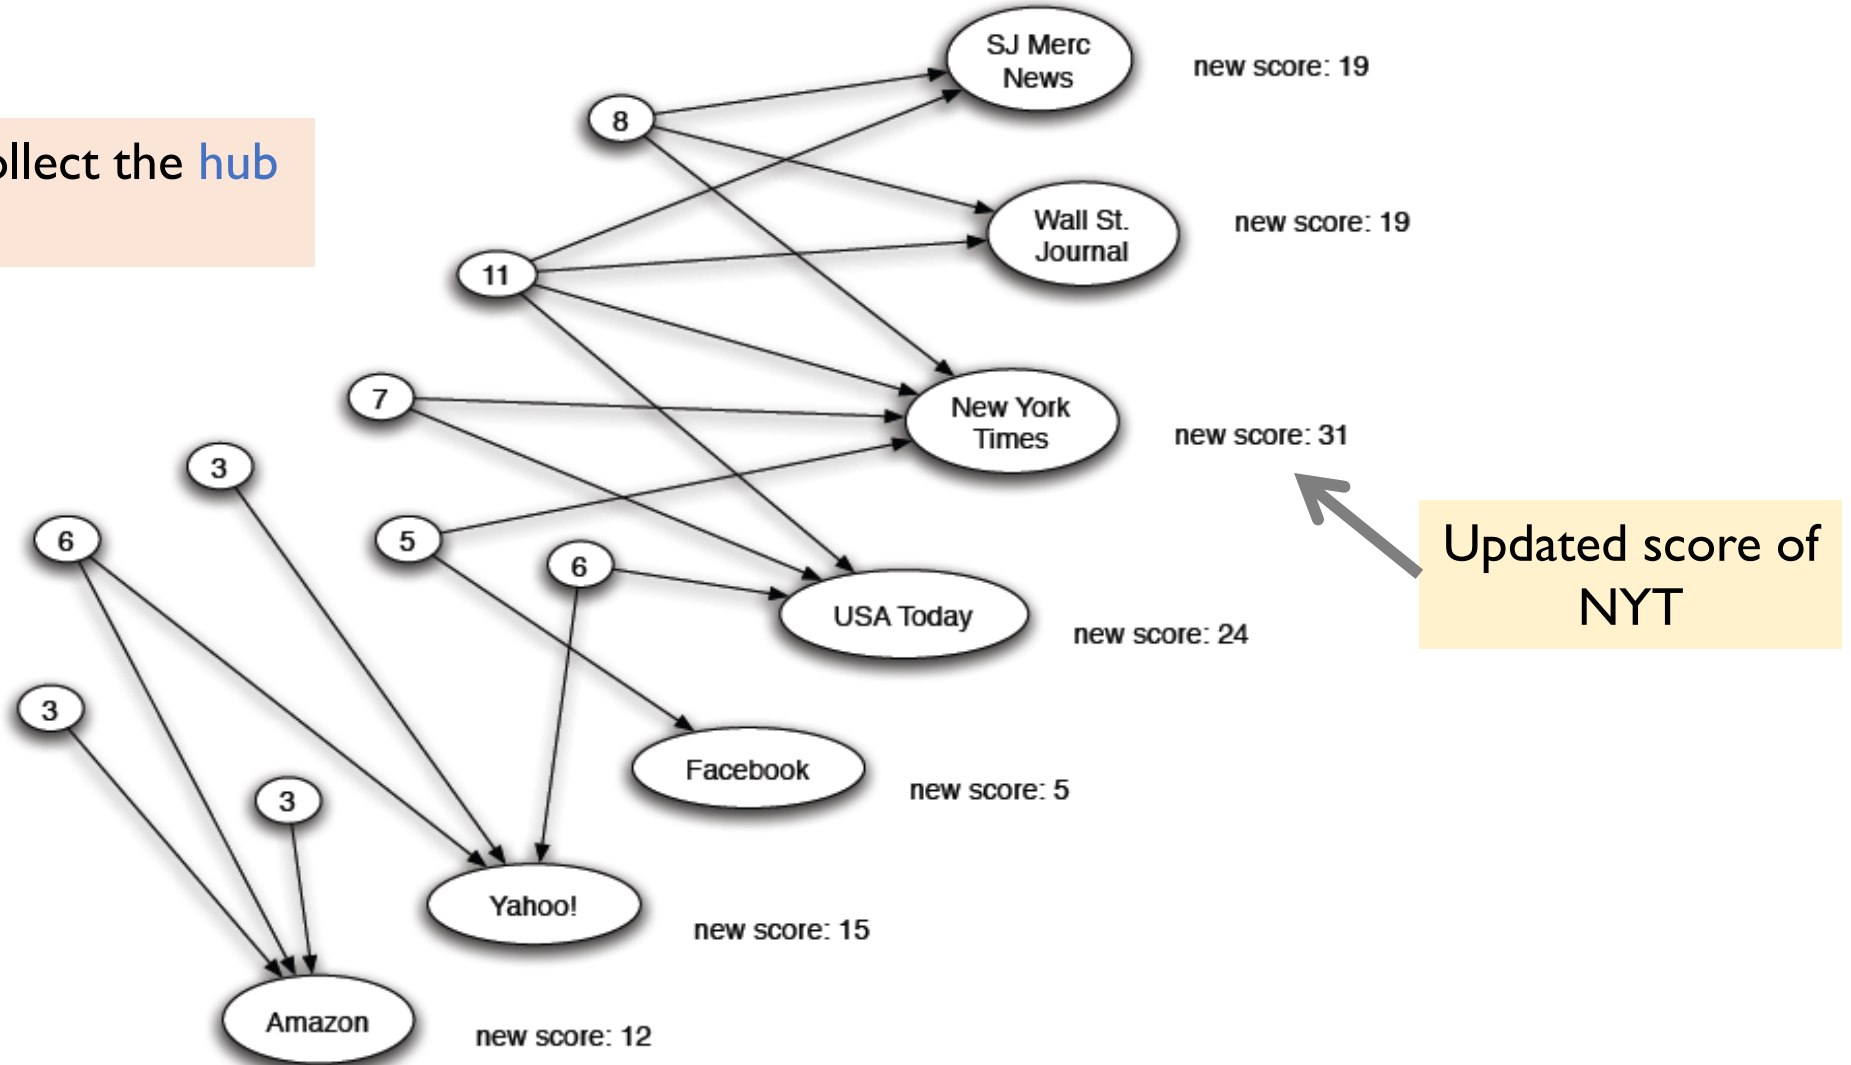 SJ Merc
News
new score: 19
8
ollect the hub
Wall St.
Journal
new score: 19
11
7
New York
Times
new score: 31
3
6
5
6
Updated score of
NYT
USA Today
new score: 24
3
Facebook
new score: 5
3
Yahoo!
new score: 15
Amazon
new score: 12